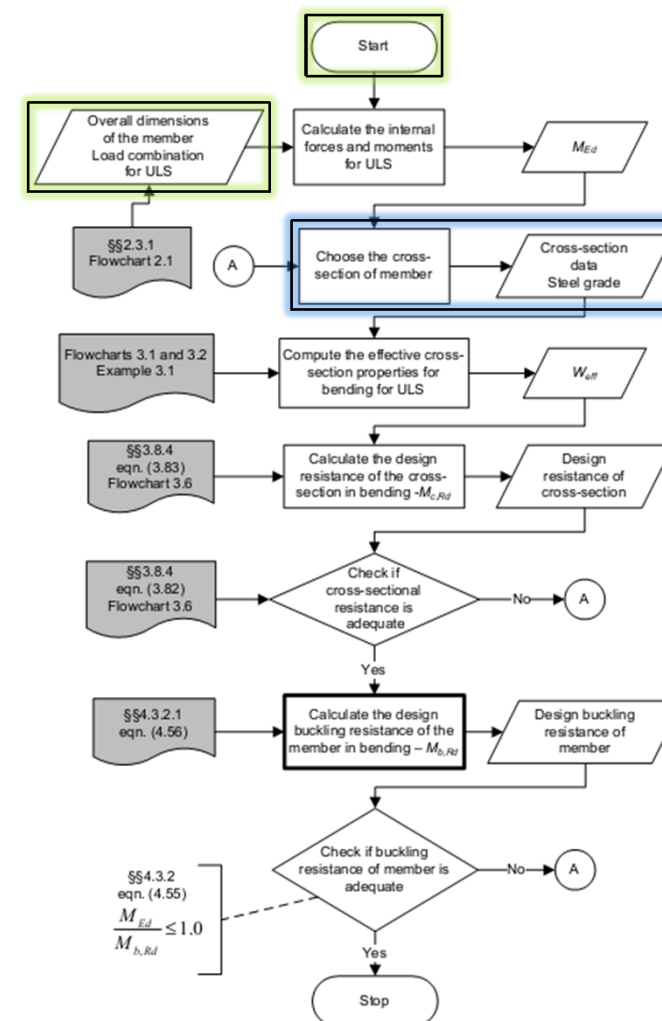 Start
Overall dimensions
of the member
Load combination
for ULS
Calculate the internal
forces and moments
for ULS
M_Ed
§§2.3.1
Flowchart 2.1
A
Choose the cross-
section of member
Cross-section
data
Steel grade
Flowcharts 3.1 and 3.2
Example 3.1
Compute the effective cross-
section properties for
bending for ULS
W_eff
§§3.8.4
eqn. (3.83)
Flowchart 3.6
Calculate the design
resistance of the cross-
section in bending -M_c,Rd
Design
resistance of
cross-section
§§3.8.4
eqn. (3.82)
Flowchart 3.6
Check if
cross-sectional
resistance is
adequate
No
A
Yes
§§4.3.2.1
eqn. (4.56)
Calculate the design
buckling resistance of the
member in bending – M_b,Rd
Design buckling
resistance of
member
Check if buckling
resistance of member is
adequate
No
A
§§4.3.2
eqn. (4.55)
M_Ed / M_b,Rd ≤ 1.0
Yes
Stop